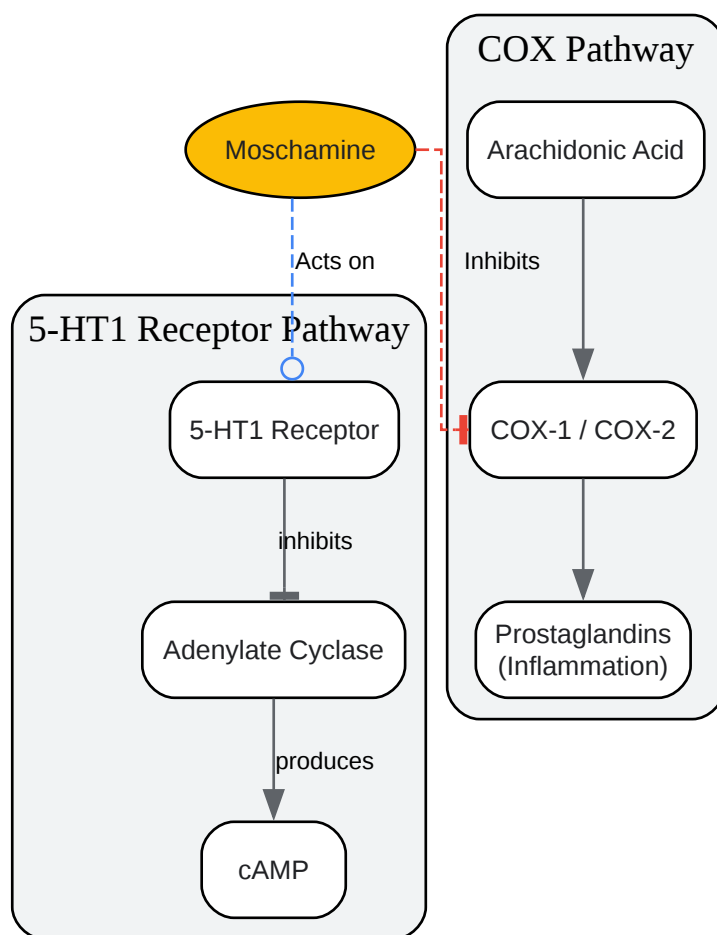 COX Pathway
Moschamine
Arachidonic Acid
Acts on
Inhibits
5-HT1 Receptor Pathway
5-HT1 Receptor
COX-1 / COX-2
inhibits
Adenylate Cyclase
Prostaglandins
(Inflammation)
produces
cAMP